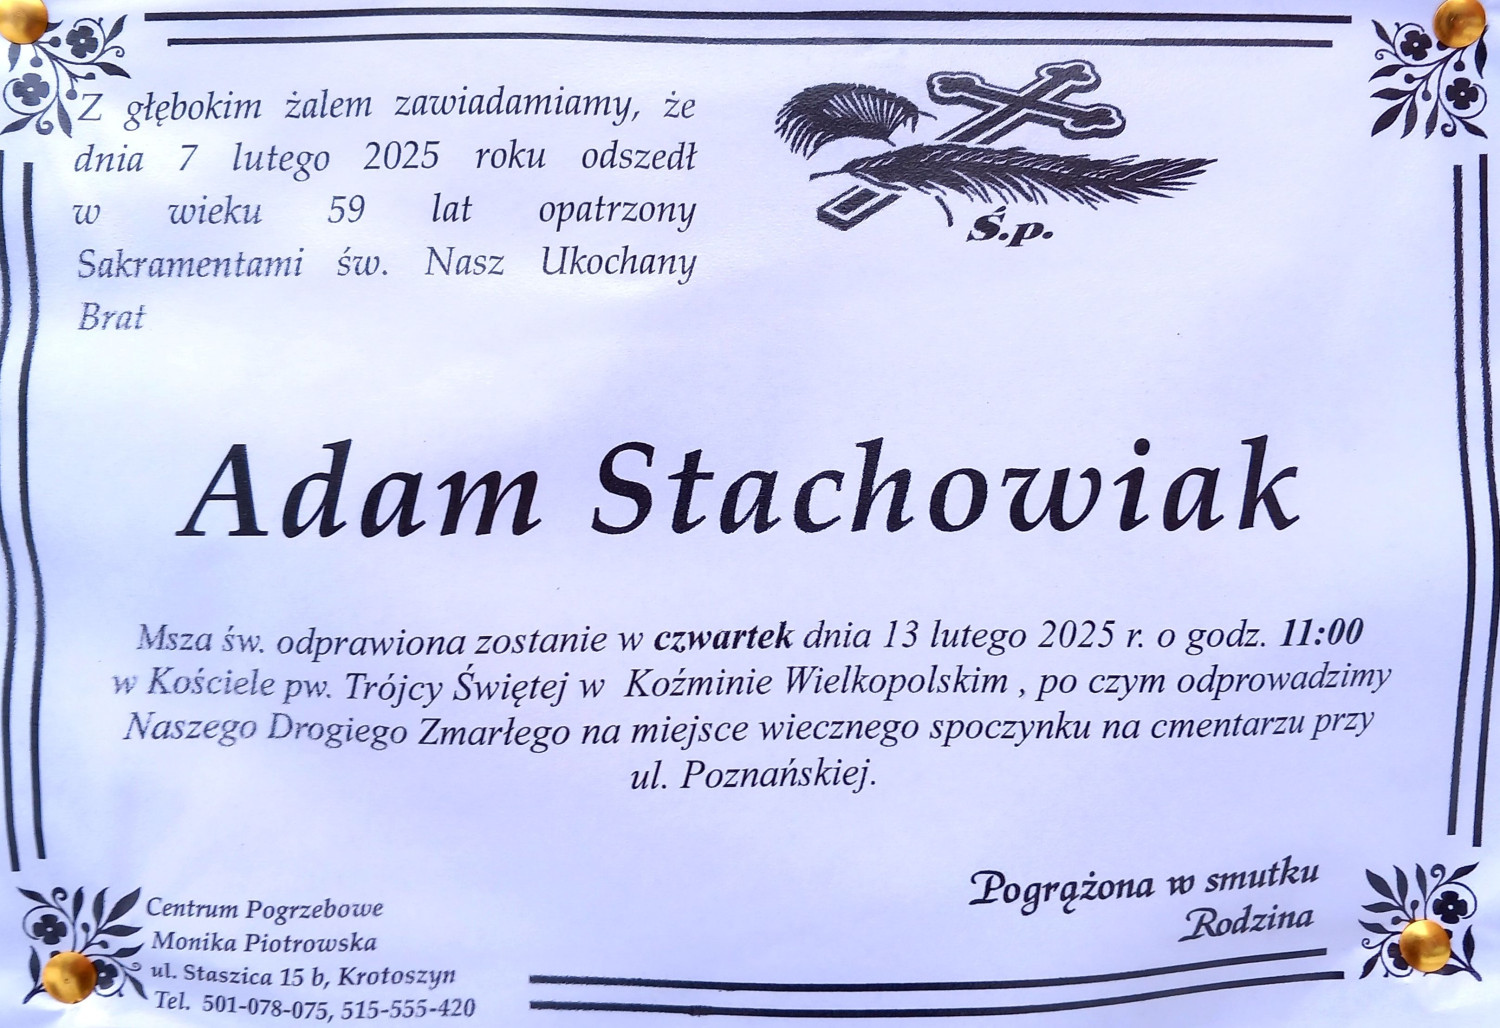 Z głębokim żalem zawiadamiamy, że
dnia 7 lutego 2025 roku odszedł
w wieku 59 lat opatrzony
Sakramentami św. Nasz Ukochany
Brat
Ś.p.
Adam Stachowiak
Msza św. odprawiona zostanie w czwartek dnia 13 lutego 2025 r. o godz. 11:00
w Kościele pw. Trójcy Świętej w Koźminie Wielkopolskim , po czym odprowadzimy
Naszego Drogiego Zmarłego na miejsce wiecznego spoczynku na cmentarzu przy
ul. Poznańskiej.
Pogrążona w smutku
Rodzina
Centrum Pogrzebowe
Monika Piotrowska
ul. Staszica 15 b, Krotoszyn
Tel. 501-078-075, 515-555-420